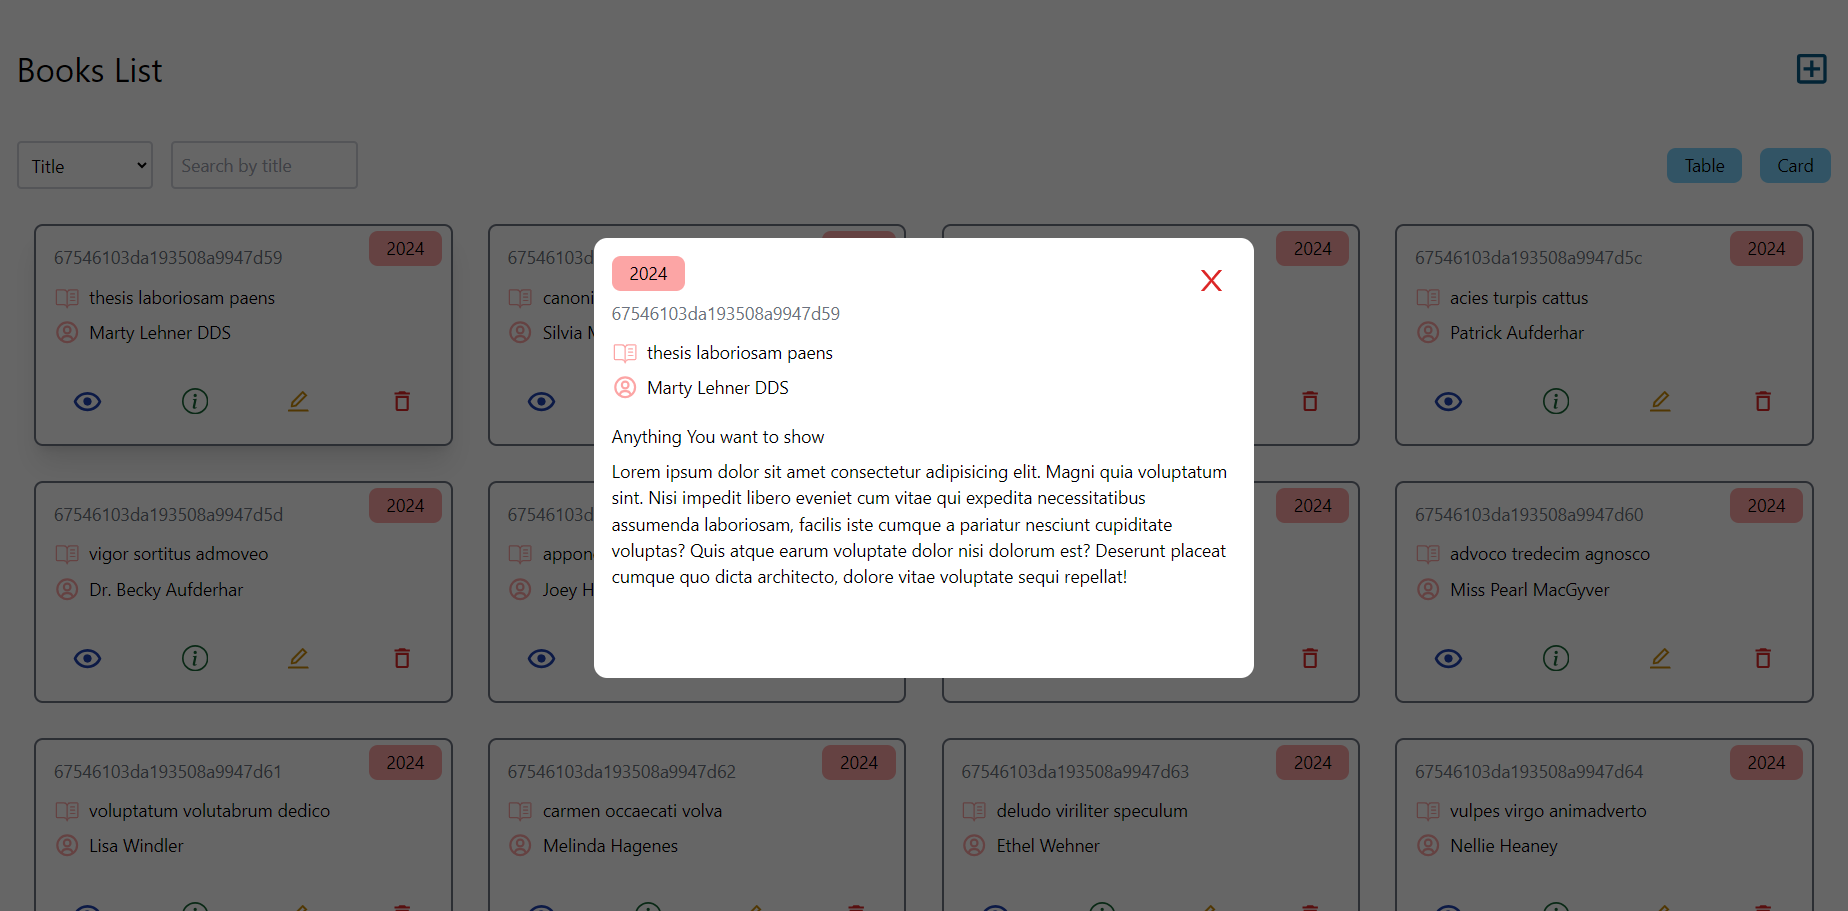 Books List
Title
Search by title
Table
Card
67546103da193508a9947d59
2024
thesis laboriosam paens
Marty Lehner DDS
67546103d
canoni
Silvia
2024
67546103da193508a9947d5c
2024
acies turpis cattus
Patrick Aufderhar
2024
67546103da193508a9947d59
thesis laboriosam paens
Marty Lehner DDS
Anything You want to show
Lorem ipsum dolor sit amet consectetur adipisicing elit. Magni quia voluptatum
sint. Nisi impedit libero eveniet cum vitae qui expedita necessitatibus
assumenda laboriosam, facilis iste cumque a pariatur nesciunt cupiditate
voluptas? Quis atque earum voluptate dolor nisi dolorum est? Deserunt placeat
cumque quo dicta architecto, dolore vitae voluptate sequi repellat!
67546103da193508a9947d5d
2024
vigor sortitus admoveo
Dr. Becky Aufderhar
67546103d
appon
Joey H
2024
67546103da193508a9947d60
2024
advoco tredecim agnosco
Miss Pearl MacGyver
67546103da193508a9947d61
2024
voluptatum volutabrum dedico
Lisa Windler
67546103da193508a9947d62
2024
carmen occaecati volva
Melinda Hagenes
67546103da193508a9947d63
2024
deludo viriliter speculum
Ethel Wehner
67546103da193508a9947d64
2024
vulpes virgo animadverto
Nellie Heaney